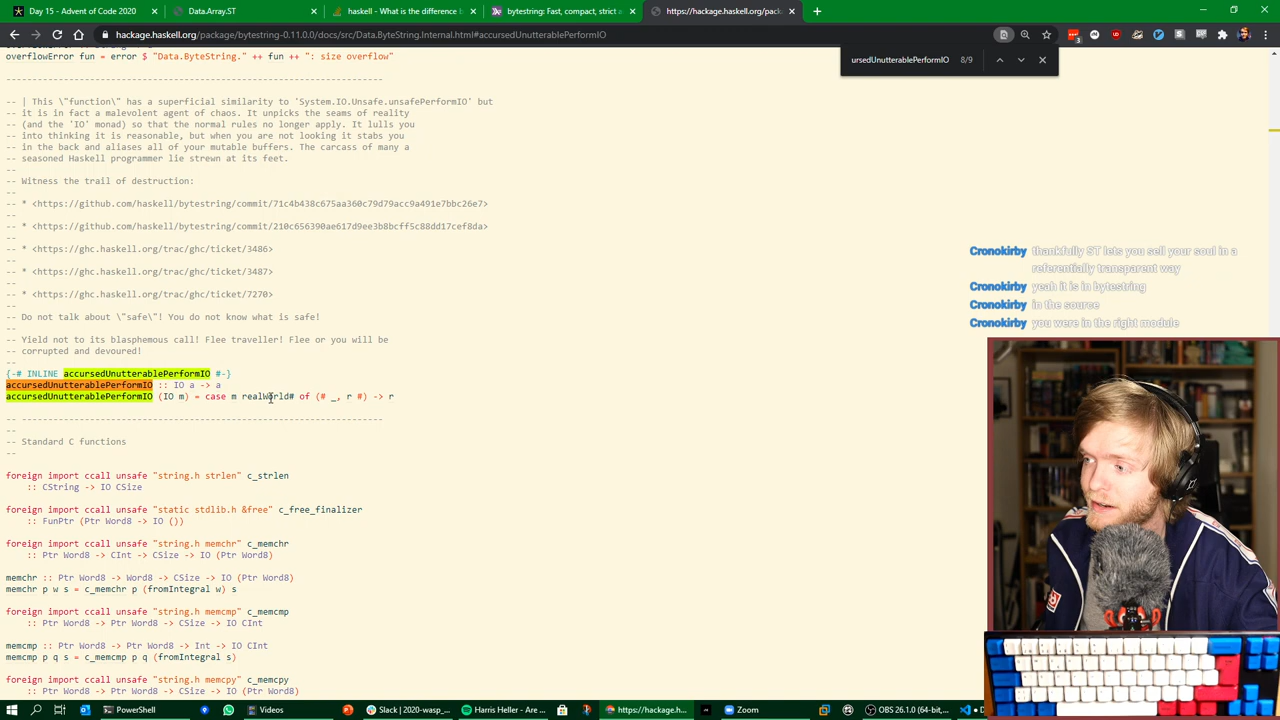 Day 15 - Advent of Code 2020
Data.Array.ST
haskell - What is the difference b
bytestring: Fast, compact, strict a
https://hackage.haskell.org/pack
hackage.haskell.org/package/bytestring-0.11.0.0/docs/src/Data.ByteString.Internal.html#accursedUnutterablePerformIO
ursedUnutterablePerformIO 8/9
overflowError fun = error $ "Data.ByteString." ++ fun ++ ": size overflow"
------------------------------------------------------------------------
-- | This \"function\" has a superficial similarity to 'System.IO.Unsafe.unsafePerformIO' but
-- it is in fact a malevolent agent of chaos. It unpicks the seams of reality
-- (and the 'IO' monad) so that the normal rules no longer apply. It lulls you
-- into thinking it is reasonable, but when you are not looking it stabs you
-- in the back and aliases all of your mutable buffers. The carcass of many a
-- seasoned Haskell programmer lie strewn at its feet.
--
-- Witness the trail of destruction:
--
-- * <https://github.com/haskell/bytestring/commit/71c4b438c675aa360c79d79acc9a491e7bbc26e7>
--
-- * <https://github.com/haskell/bytestring/commit/210c656390ae617d9ee3b8bcff5c88dd17cef8da>
--
-- * <https://ghc.haskell.org/trac/ghc/ticket/3486>
--
-- * <https://ghc.haskell.org/trac/ghc/ticket/3487>
--
-- * <https://ghc.haskell.org/trac/ghc/ticket/7270>
--
-- Do not talk about \"safe\"! You do not know what is safe!
--
-- Yield not to its blasphemous call! Flee traveller! Flee or you will be
-- corrupted and devoured!
--
{-# INLINE accursedUnutterablePerformIO #-}
accursedUnutterablePerformIO :: IO a -> a
accursedUnutterablePerformIO (IO m) = case m realWorld# of (# _, r #) -> r
-- ---------------------------------------------------------------------
--
-- Standard C functions
--
foreign import ccall unsafe "string.h strlen" c_strlen
:: CString -> IO CSize
foreign import ccall unsafe "static stdlib.h &free" c_free_finalizer
:: FunPtr (Ptr Word8 -> IO ())
foreign import ccall unsafe "string.h memchr" c_memchr
:: Ptr Word8 -> CInt -> CSize -> IO (Ptr Word8)
memchr :: Ptr Word8 -> Word8 -> CSize -> IO (Ptr Word8)
memchr p w s = c_memchr p (fromIntegral w) s
foreign import ccall unsafe "string.h memcmp" c_memcmp
:: Ptr Word8 -> Ptr Word8 -> CSize -> IO CInt
memcmp :: Ptr Word8 -> Ptr Word8 -> Int -> IO CInt
memcmp p q s = c_memcmp p q (fromIntegral s)
foreign import ccall unsafe "string.h memcpy" c_memcpy
:: Ptr Word8 -> Ptr Word8 -> CSize -> IO (Ptr Word8)
Cronokirby thankfully ST lets you sell your soul in a
referentially transparent way
Cronokirby yeah it is in bytestring
Cronokirby in the source
Cronokirby you were in the right module
PowerShell
Videos
Slack | 2020-wasp_
Harris Heller - Are ...
https://hackage.h...
Zoom
OBS 26.1.0 (64-bit,...